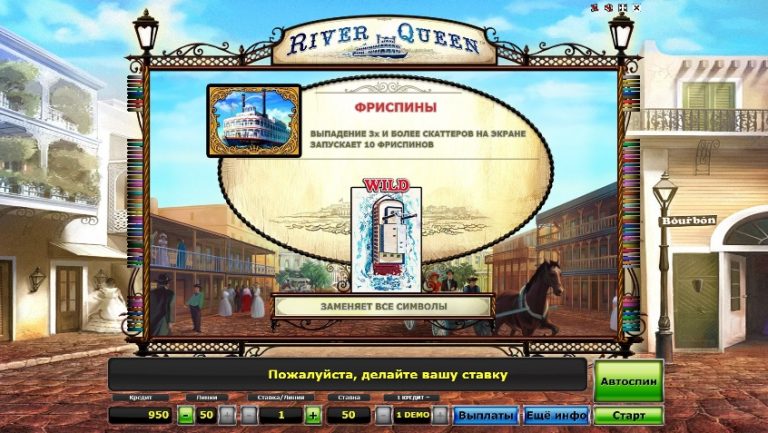 RIVER QUEEN
ФРИСПИНЫ
ВЫПАДЕНИЕ 3х И БОЛЕЕ СКАТТЕРОВ НА ЭКРАНЕ
ЗАПУСКАЕТ 10 ФРИСПИНОВ
WILD
Bourbon
ЗАМЕНЯЕТ ВСЕ СИМВОЛЫ
Пожалуйста, делайте вашу ставку
Автоспин
Кредит Линии Ставка/Линия Ставка 1 КРЕДИТ =
950 - 50 + - 1 + 50 - 1 DEMO + Выплаты Ещё инфо Старт